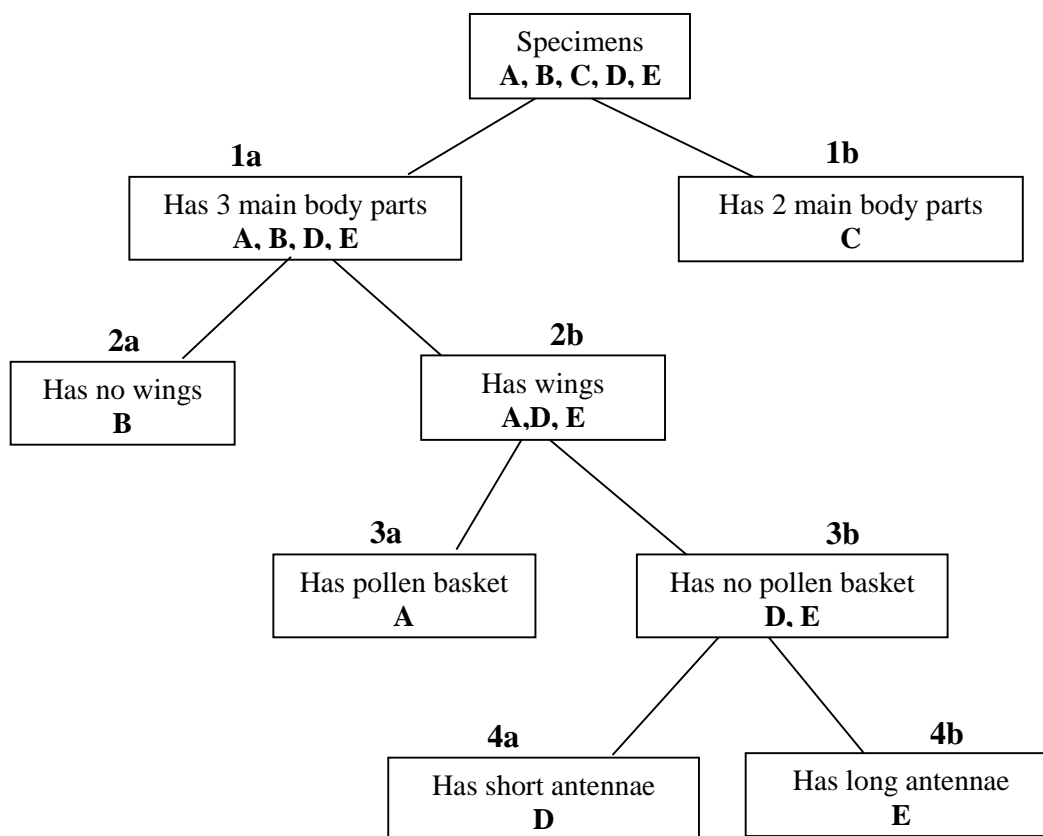 Specimens
A, B, C, D, E
1a
1b
Has 3 main body parts
A, B, D, E
Has 2 main body parts
C
2a
2b
Has no wings
B
Has wings
A,D, E
3a
3b
Has pollen basket
A
Has no pollen basket
D, E
4a
4b
Has short antennae
D
Has long antennae
E